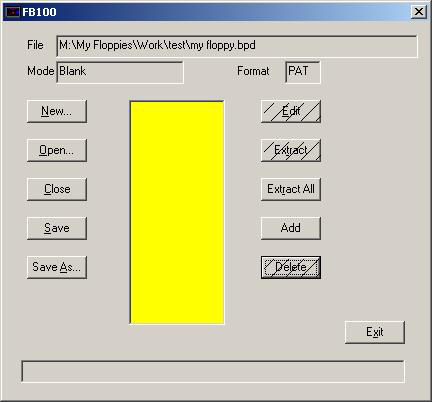 FB100
File M:\My Floppies\Work\test\my floppy.bpd
Mode Blank Format PAT
New... Edit
Open... Extract
Close Extract All
Save Add
Save As... Delete
Exit